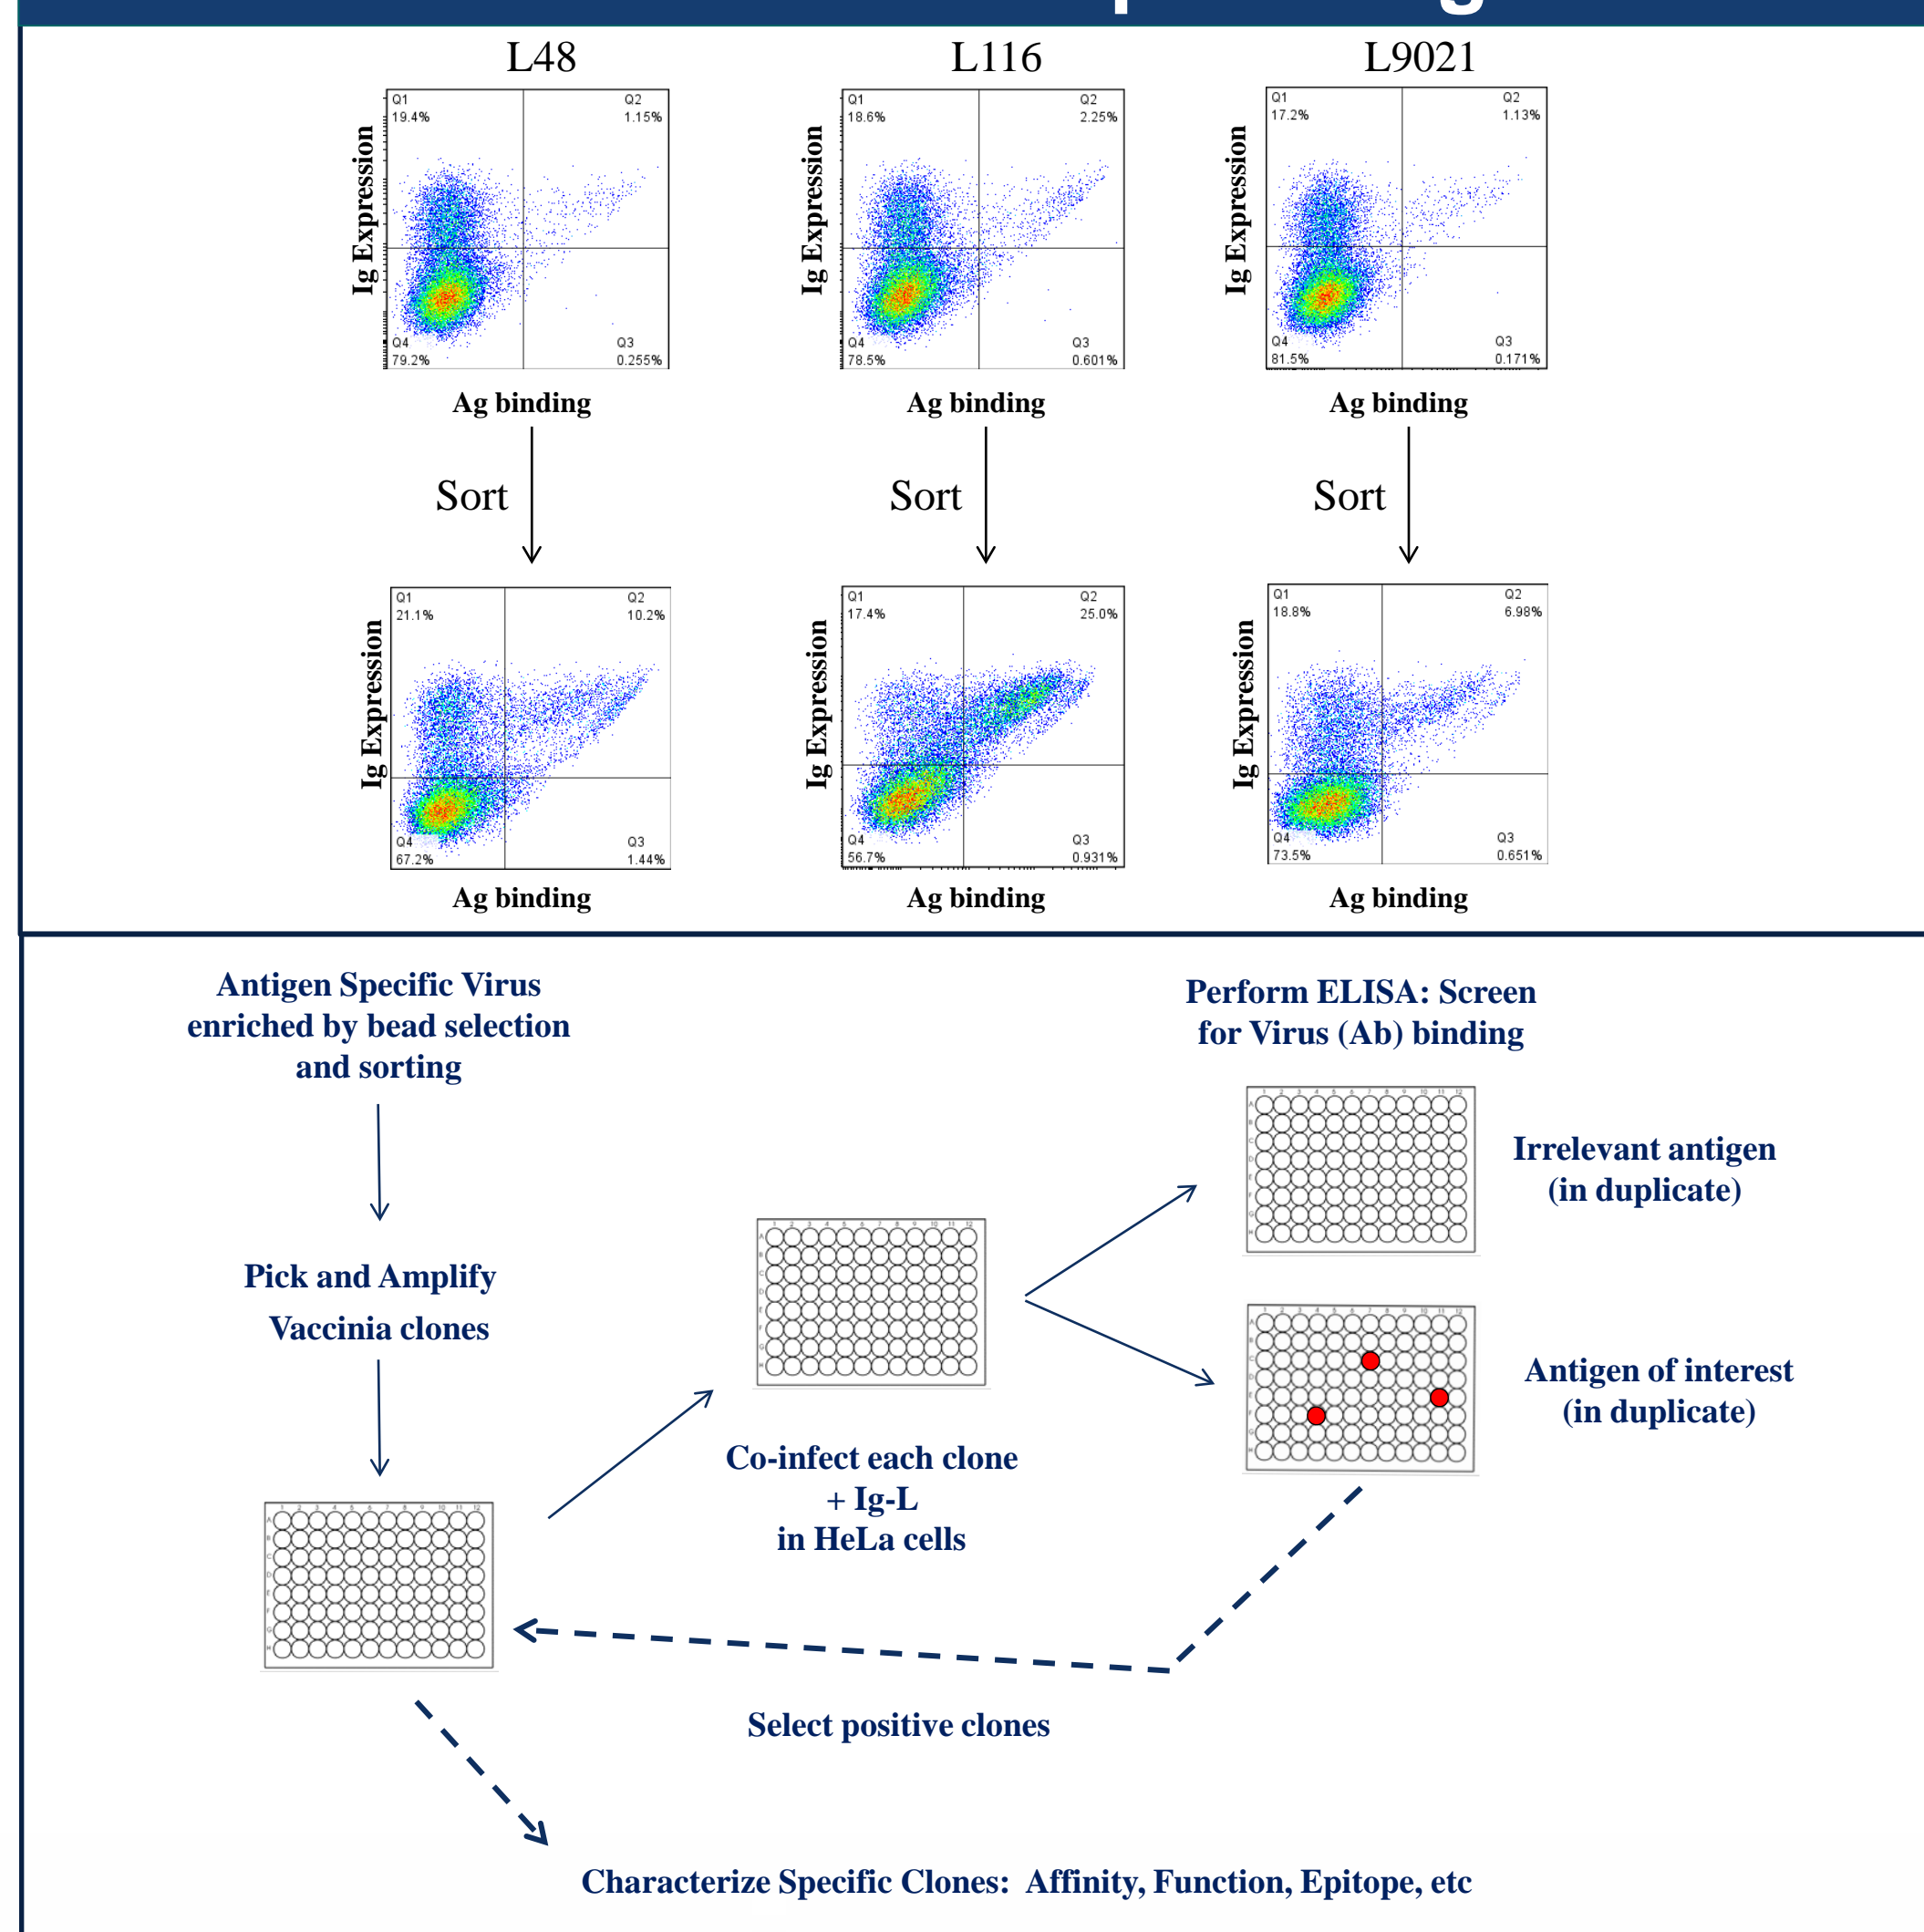 L48
L116
L9021
Q1
19.4%
Q2
1.15%
Q4
79.2%
Q3
0.255%
Ig Expression
Ag binding
Q1
18.6%
Q2
2.25%
Q4
78.5%
Q3
0.601%
Ig Expression
Ag binding
Q1
17.2%
Q2
1.13%
Q4
81.5%
Q3
0.171%
Ig Expression
Ag binding
Sort
Sort
Sort
Q1
21.1%
Q2
10.2%
Q4
67.2%
Q3
1.44%
Ig Expression
Ag binding
Q1
17.4%
Q2
25.0%
Q4
56.7%
Q3
0.931%
Ig Expression
Ag binding
Q1
18.8%
Q2
6.98%
Q4
73.5%
Q3
0.651%
Ig Expression
Ag binding
Antigen Specific Virus
enriched by bead selection
and sorting
Pick and Amplify
Vaccinia clones
Co-infect each clone
+ Ig-L
in HeLa cells
Perform ELISA: Screen
for Virus (Ab) binding
Irrelevant antigen
(in duplicate)
Antigen of interest
(in duplicate)
Select positive clones
Characterize Specific Clones: Affinity, Function, Epitope, etc